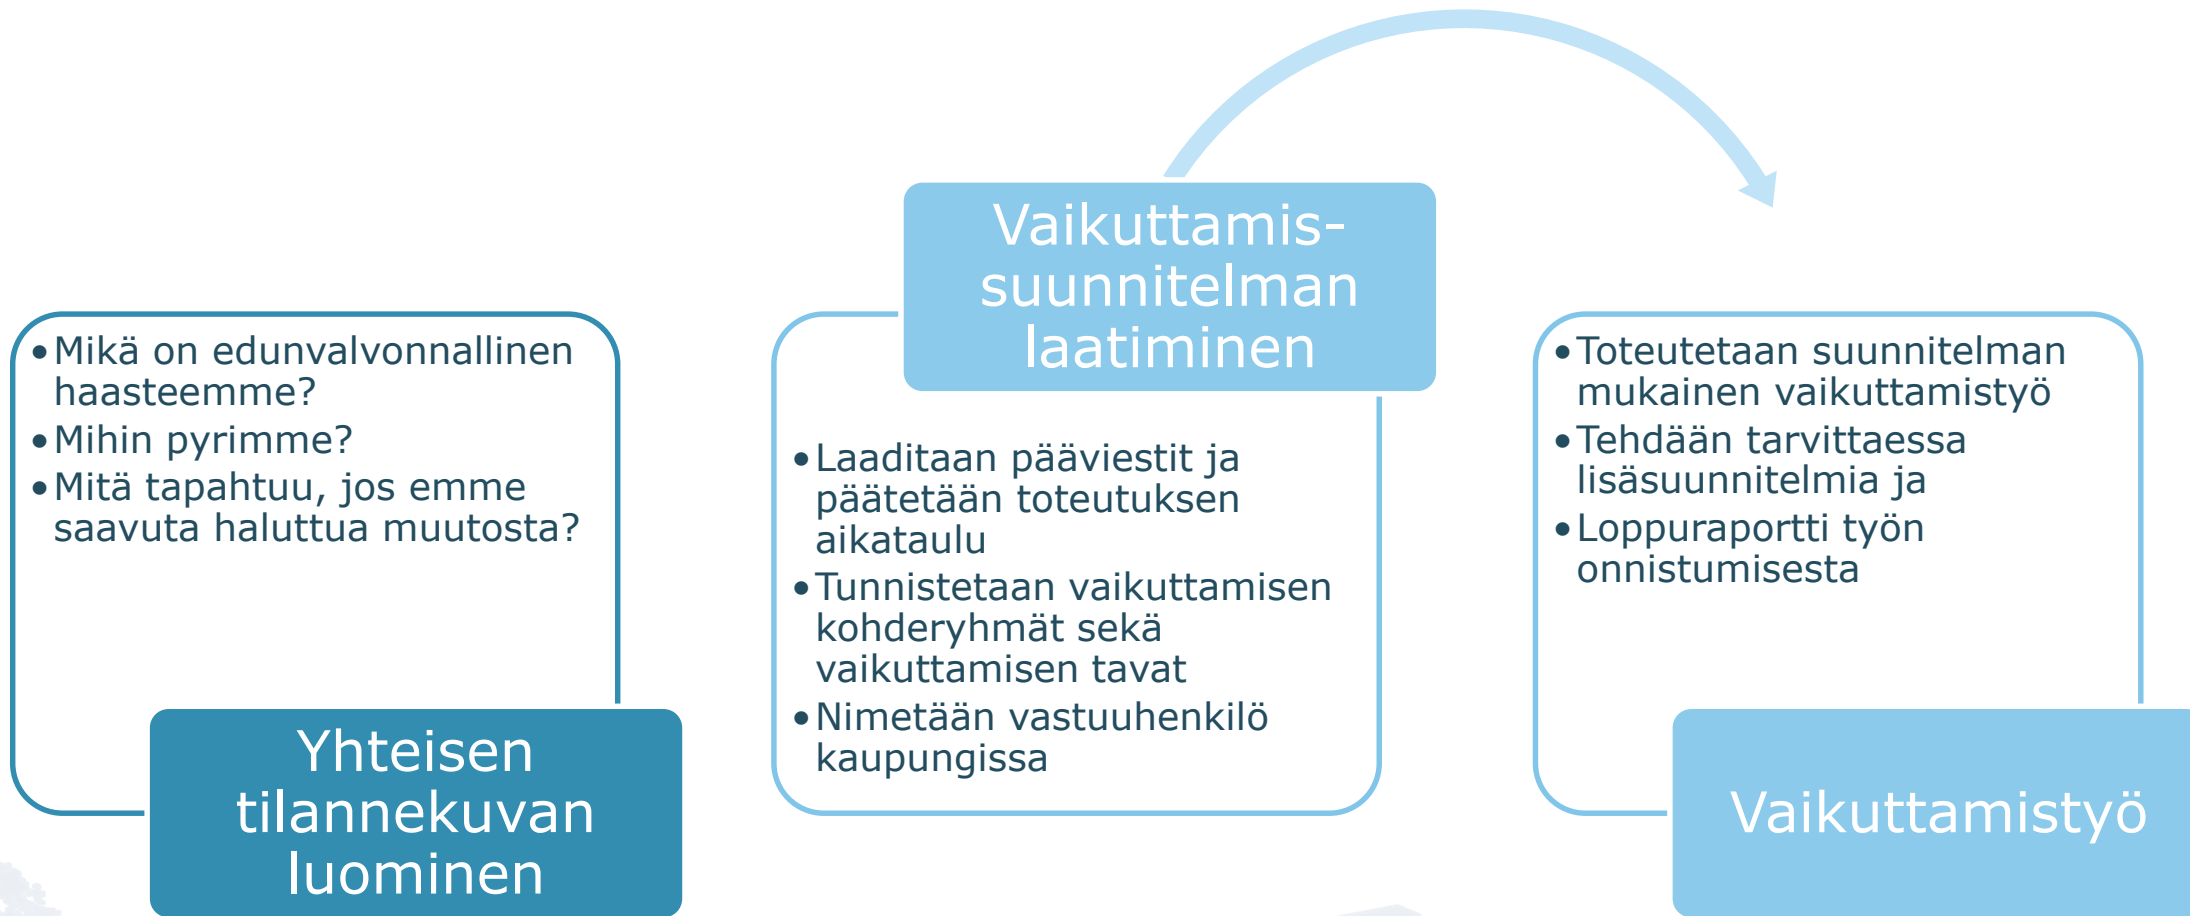 •Mikä on edunvalvonnallinen
haasteemme?
•Mihin pyrimme?
•Mitä tapahtuu, jos emme
saavuta haluttua muutosta?
Yhteisen
tilannekuvan
luominen
Vaikuttamis-
suunnitelman
laatiminen
•Laaditaan pääviestit ja
päätetään toteutuksen
aikataulu
•Tunnistetaan vaikuttamisen
kohderyhmät sekä
vaikuttamisen tavat
•Nimetään vastuuhenkilö
kaupungissa
•Toteutetaan suunnitelman
mukainen vaikuttamistyö
•Tehdään tarvittaessa
lisäsuunnitelmia ja
•Loppuraportti työn
onnistumisesta
Vaikuttamistyö